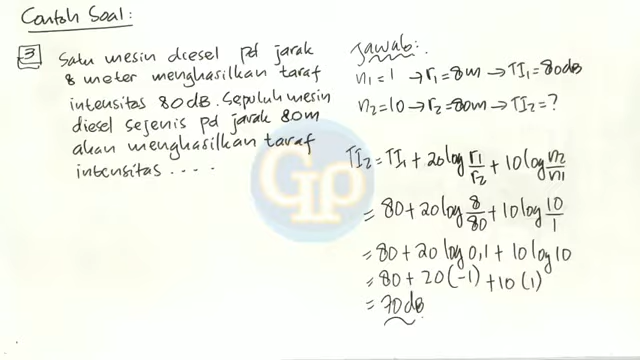 Contoh Soal:
3 Satu mesin diesel pd jarak
8 meter menghasilkan taraf
intensitas 80 dB. Sepuluh mesin
diesel sejenis pd jarak 80m
akan menghasilkan taraf
intensitas ....
Jawab:
n1 = 1 → r1 = 8m → TI1 = 80dB
n2 = 10 → r2 = 80m → TI2 = ?
TI2 = TI1 + 20 log r1/r2 + 10 log n2/n1
= 80 + 20 log 8/80 + 10 log 10/1
= 80 + 20 log 0,1 + 10 log 10
= 80 + 20 (-1) + 10 (1)
= 70 dB
Gp